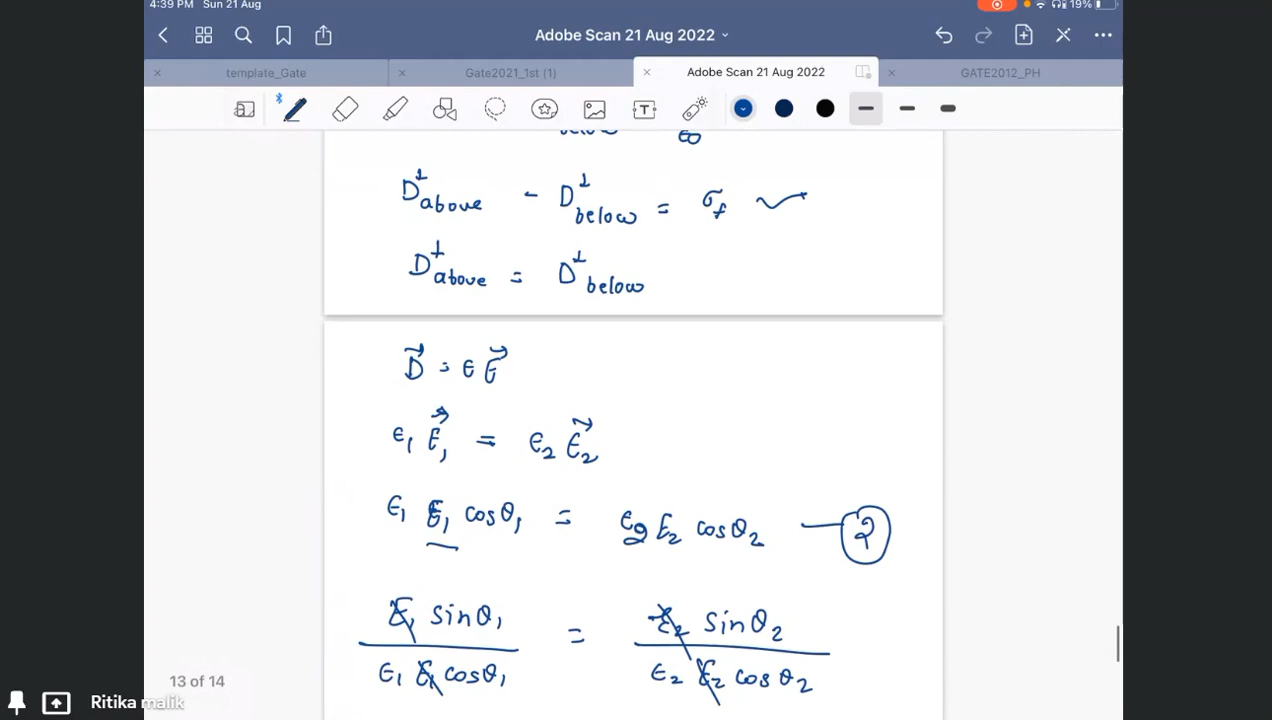 4:39 PM Sun 21 Aug 19%
Adobe Scan 21 Aug 2022
template_Gate Gate2021_1st (1) Adobe Scan 21 Aug 2022 GATE2012_PH
T
below ϵ0
D⊥above - D⊥below = σf
D⊥above = D⊥below
D⃗ = ϵ E⃗
ϵ1 E⃗1 = ϵ2 E⃗2
ϵ1 E1 cosθ1 = ϵ2 E2 cosθ2 — 2
E1 sinθ1 = E2 sinθ2
ϵ1 E1 cosθ1 ϵ2 E2 cosθ2
13 of 14
Ritika malik